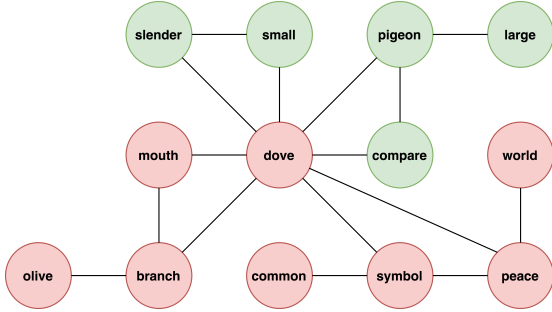 slender small pigeon large
mouth dove compare world
olive branch common symbol peace